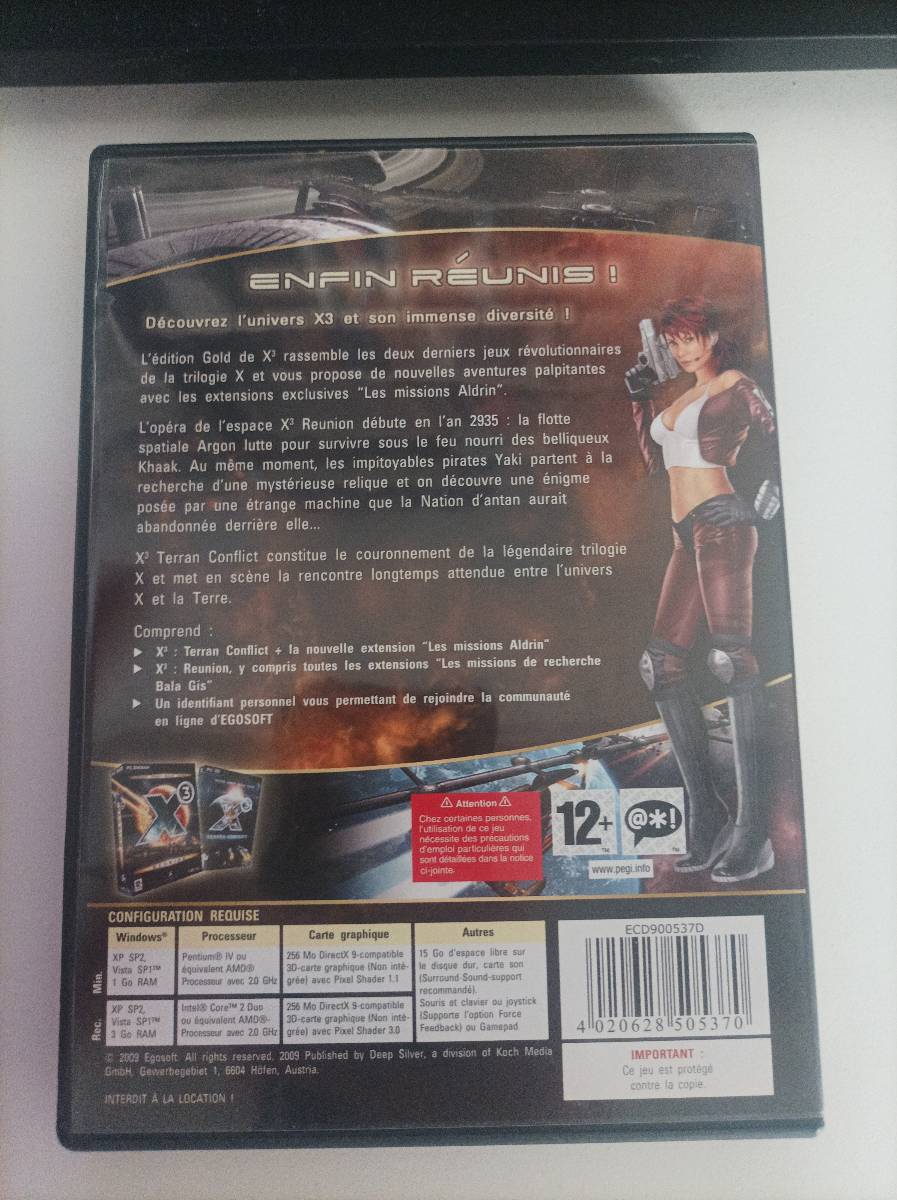 ENFIN RÉUNIS !
Découvrez l'univers X3 et son immense diversité !
L'édition Gold de X³ rassemble les deux derniers jeux révolutionnaires
de la trilogie X et vous propose de nouvelles aventures palpitantes
avec les extensions exclusives "Les missions Aldrin".
L'opéra de l'espace X³ Reunion débute en l'an 2935 : la flotte
spatiale Argon lutte pour survivre sous le feu nourri des belliqueux
Khaak. Au même moment, les impitoyables pirates Yaki partent à la
recherche d'une mystérieuse relique et on découvre une énigme
posée par une étrange machine que la Nation d'antan aurait
abandonnée derrière elle...
X³ Terran Conflict constitue le couronnement de la légendaire trilogie
X et met en scène la rencontre longtemps attendue entre l'univers
X et la Terre.
Comprend :
► X³ : Terran Conflict + la nouvelle extension "Les missions Aldrin"
► X³ : Reunion, y compris toutes les extensions "Les missions de recherche
Bala Gis"
► Un identifiant personnel vous permettant de rejoindre la communauté
en ligne d'EGOSOFT
X3
X3
⚠ Attention ⚠
Chez certaines personnes,
l'utilisation de ce jeu
nécessite des précautions
d'emploi particulières qui
sont détaillées dans la notice
ci-jointe.
12+
™
@*!
™
www.pegi.info
CONFIGURATION REQUISE
Windows® Processeur Carte graphique Autres
Min.
XP SP2,
Vista SP1™
1 Go RAM
Pentium® IV ou
équivalent AMD®
Processeur avec 2.0 GHz
256 Mo DirectX 9-compatible
3D-carte graphique (Non inté-
grée) avec Pixel Shader 1.1
15 Go d'espace libre sur
le disque dur, carte son
(Surround-Sound-support
recommandé).
Souris et clavier ou joystick
(Supporte l'option Force
Feedback) ou Gamepad
Rec.
XP SP2,
Vista SP1™
3 Go RAM
Intel® Core™ 2 Duo
ou équivalent AMD®-
Processeur avec 2.0 GHz
256 Mo DirectX 9-compatible
3D-carte graphique (Non inté-
grée) avec Pixel Shader 3.0
ECD900537D
4 020628 505370
IMPORTANT :
Ce jeu est protégé
contre la copie.
© 2009 Egosoft. All rights reserved. 2009 Published by Deep Silver, a division of Koch Media
GmbH, Gewerbegebiet 1, 6604 Höfen, Austria.
INTERDIT À LA LOCATION !